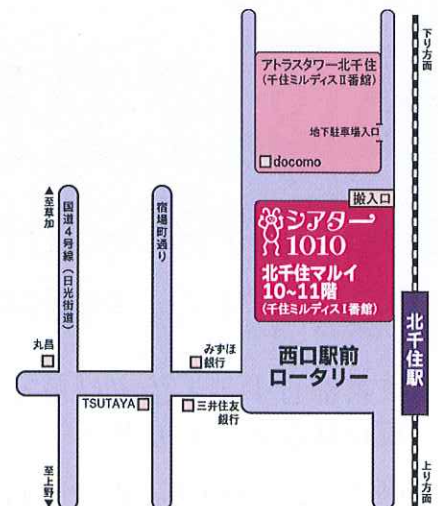 下り方面
アトラスタワー北千住
(千住ミルディスⅡ番館)
地下駐車場入口
docomo
搬入口
シアター
1010
北千住マルイ
10~11階
(千住ミルディスⅠ番館)
▲至草加
国道4号線(日光街道)
宿場町通り
北千住駅
丸昌
みずほ
銀行
西口駅前
ロータリー
TSUTAYA
三井住友
銀行
至上野▼
上り方面